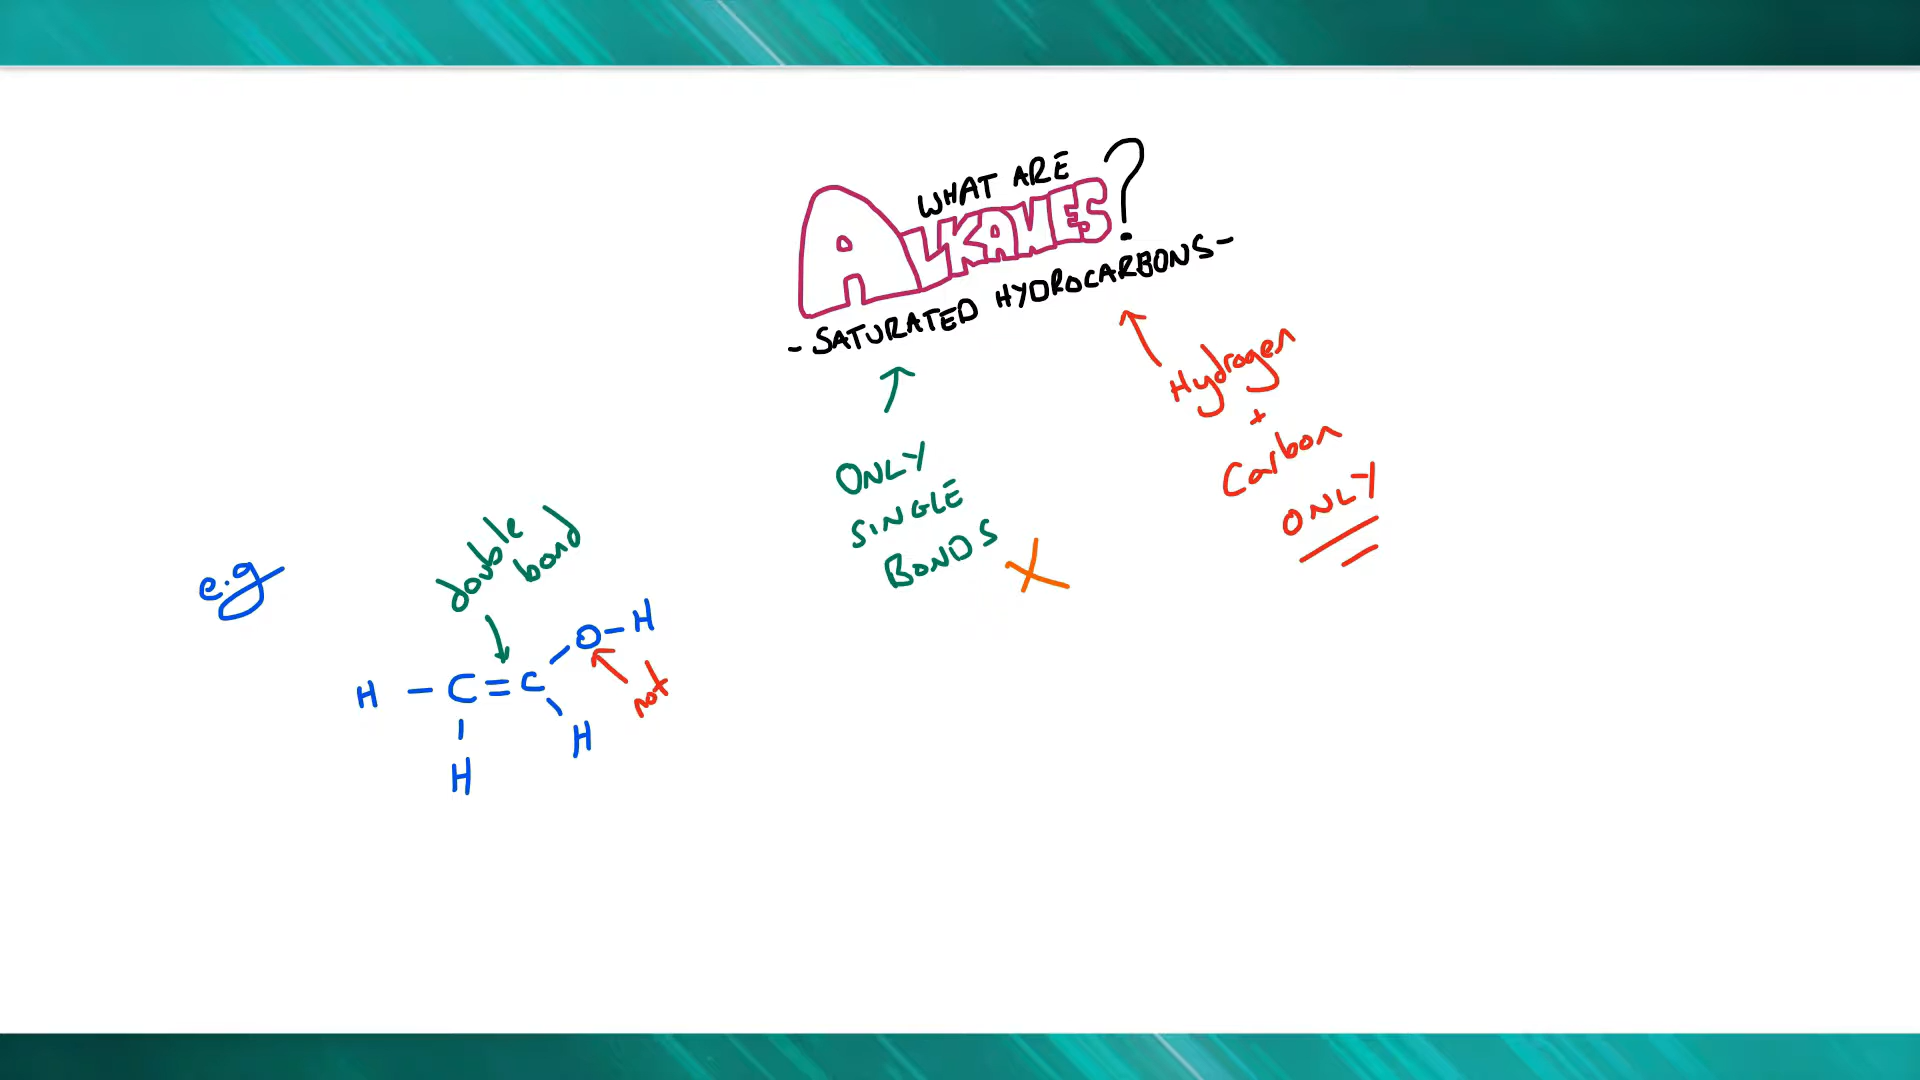 WHAT ARE
ALKANES?
- SATURATED HYDROCARBONS -
Hydrogen
+
Carbon
ONLY
ONLY
SINGLE
BONDS
e.g
double
bond
H - C = C
O - H
H
H
not